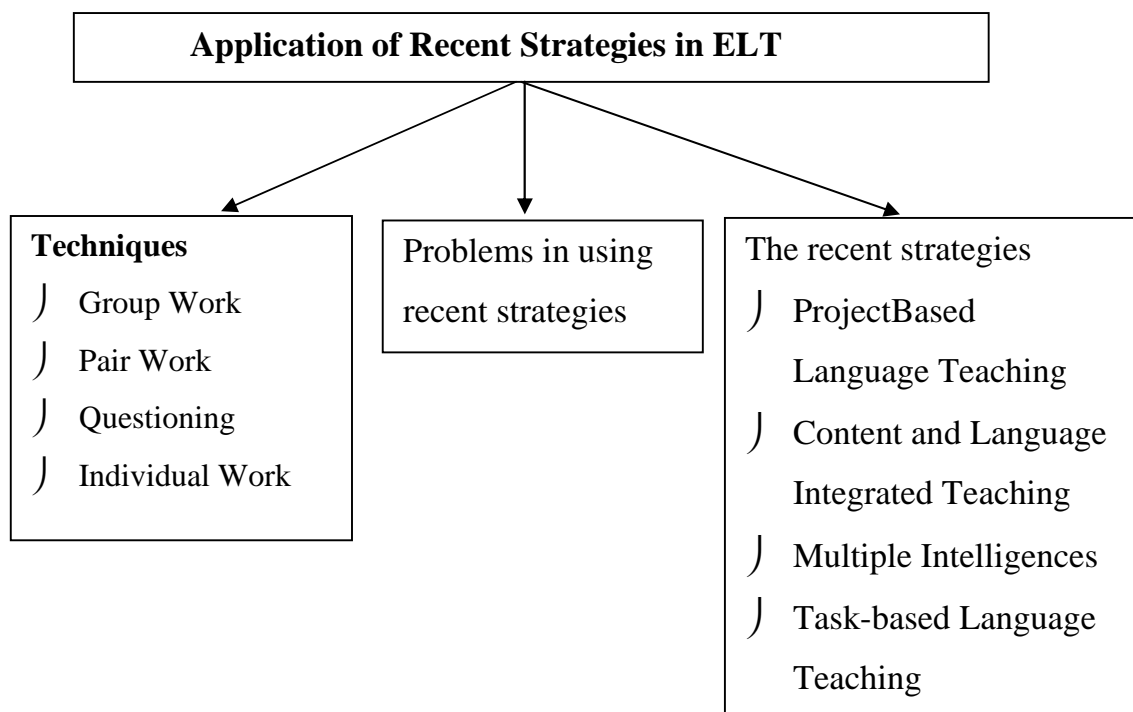 Application of Recent Strategies in ELT
Techniques
Group Work
Pair Work
Questioning
Individual Work
Problems in using
recent strategies
The recent strategies
ProjectBased
Language Teaching
Content and Language
Integrated Teaching
Multiple Intelligences
Task-based Language
Teaching